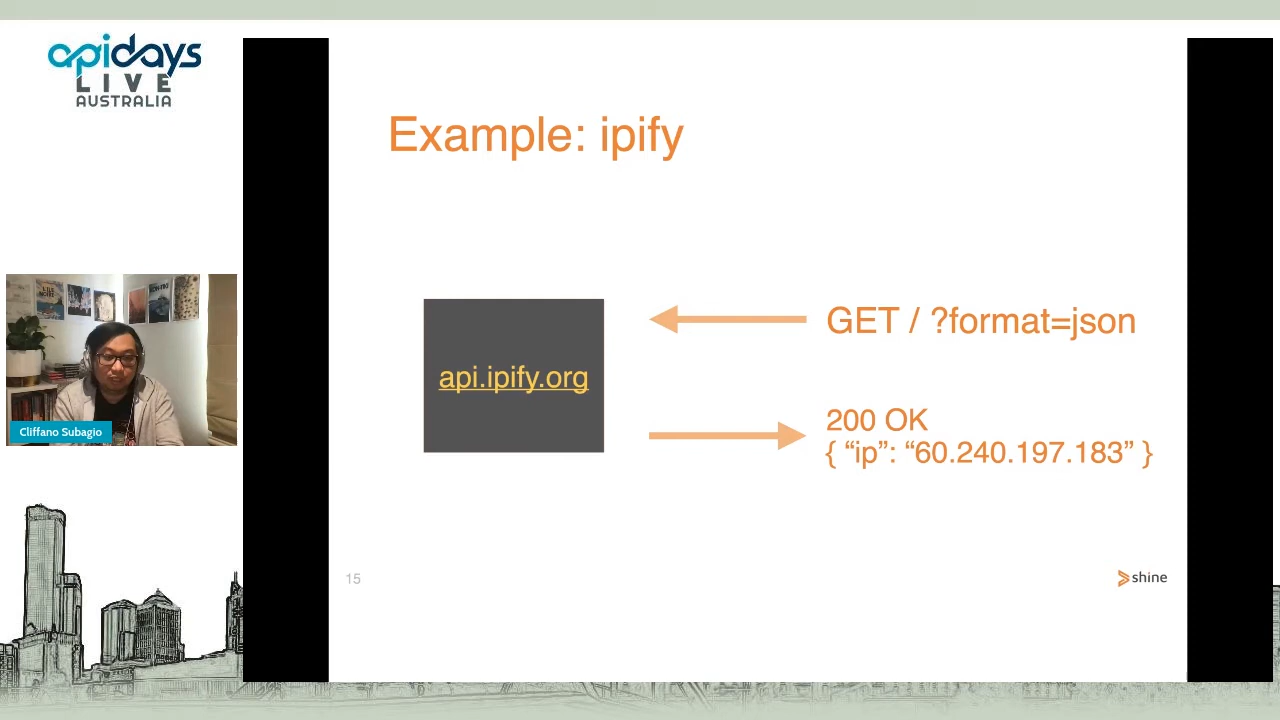 apidays
LIVE
AUSTRALIA
Example: ipify
api.ipify.org
GET / ?format=json
200 OK
{ “ip”: “60.240.197.183” }
Cliffano Subagio
15
shine